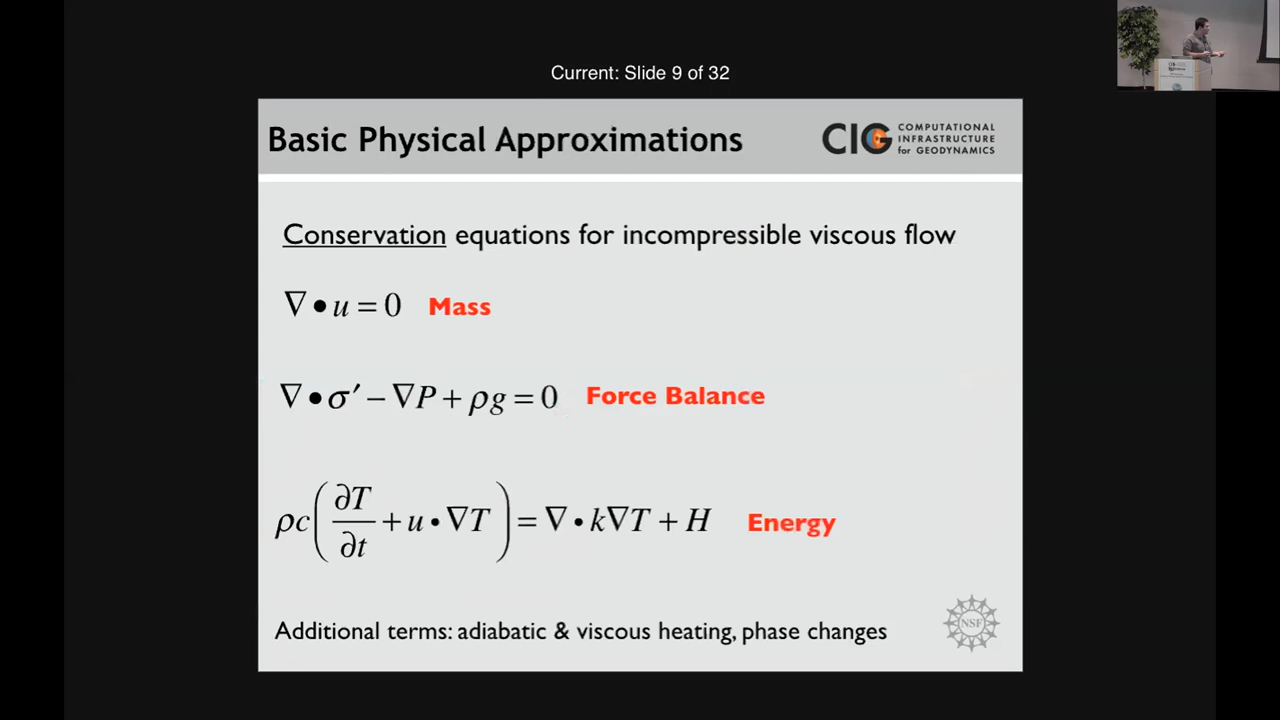 Current: Slide 9 of 32
Basic Physical Approximations
CIG COMPUTATIONAL
INFRASTRUCTURE
for GEODYNAMICS
Conservation equations for incompressible viscous flow
∇ • u = 0 Mass
∇ • σ′ − ∇P + ρg = 0 Force Balance
ρc(∂T/∂t + u • ∇T) = ∇ • k∇T + H Energy
Additional terms: adiabatic & viscous heating, phase changes
NSF